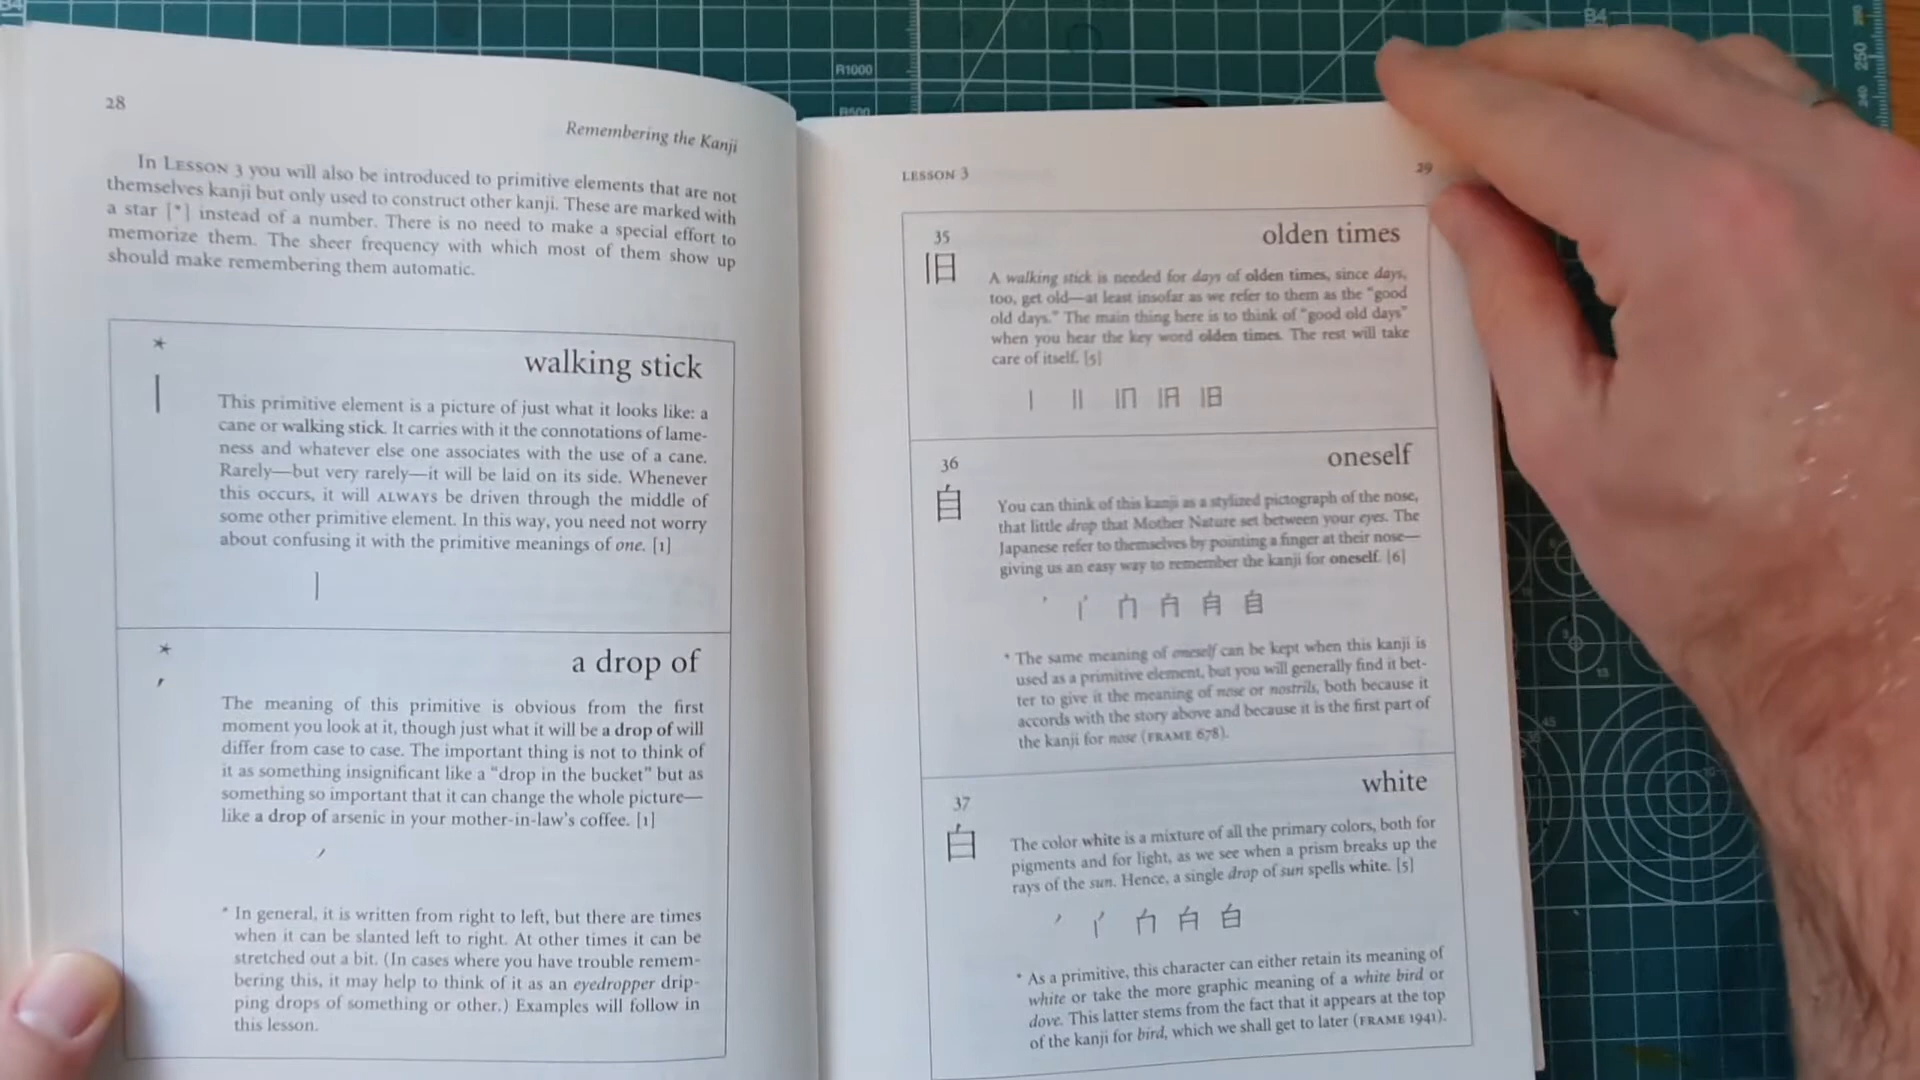 28
Remembering the Kanji
In LESSON 3 you will also be introduced to primitive elements that are not
themselves kanji but only used to construct other kanji. These are marked with
a star [*] instead of a number. There is no need to make a special effort to
memorize them. The sheer frequency with which most of them show up
should make remembering them automatic.
*
丨
walking stick
This primitive element is a picture of just what it looks like: a
cane or walking stick. It carries with it the connotations of lame-
ness and whatever else one associates with the use of a cane.
Rarely—but very rarely—it will be laid on its side. Whenever
this occurs, it will ALWAYS be driven through the middle of
some other primitive element. In this way, you need not worry
about confusing it with the primitive meanings of one. [1]
丨
*
′
a drop of
The meaning of this primitive is obvious from the first
moment you look at it, though just what it will be a drop of will
differ from case to case. The important thing is not to think of
it as something insignificant like a “drop in the bucket” but as
something so important that it can change the whole picture—
like a drop of arsenic in your mother-in-law’s coffee. [1]
′
* In general, it is written from right to left, but there are times
when it can be slanted left to right. At other times it can be
stretched out a bit. (In cases where you have trouble remem-
bering this, it may help to think of it as an eyedropper drip-
ping drops of something or other.) Examples will follow in
this lesson.
LESSON 3
29
35
旧
olden times
A walking stick is needed for days of olden times, since days,
too, get old—at least insofar as we refer to them as the “good
old days.” The main thing here is to think of “good old days”
when you hear the key word olden times. The rest will take
care of itself. [5]
旧
36
自
oneself
You can think of this kanji as a stylized pictograph of the nose,
that little drop that Mother Nature set between your eyes. The
Japanese refer to themselves by pointing a finger at their nose—
giving us an easy way to remember the kanji for oneself. [6]
自
* The same meaning of oneself can be kept when this kanji is
used as a primitive element, but you will generally find it bet-
ter to give it the meaning of nose or nostrils, both because it
accords with the story above and because it is the first part of
the kanji for nose (FRAME 678).
37
白
white
The color white is a mixture of all the primary colors, both for
pigments and for light, as we see when a prism breaks up the
rays of the sun. Hence, a single drop of sun spells white. [5]
白
* As a primitive, this character can either retain its meaning of
white or take the more graphic meaning of a white bird or
dove. This latter stems from the fact that it appears at the top
of the kanji for bird, which we shall get to later (FRAME 1941).
R1000
R500
B4
250
240
45